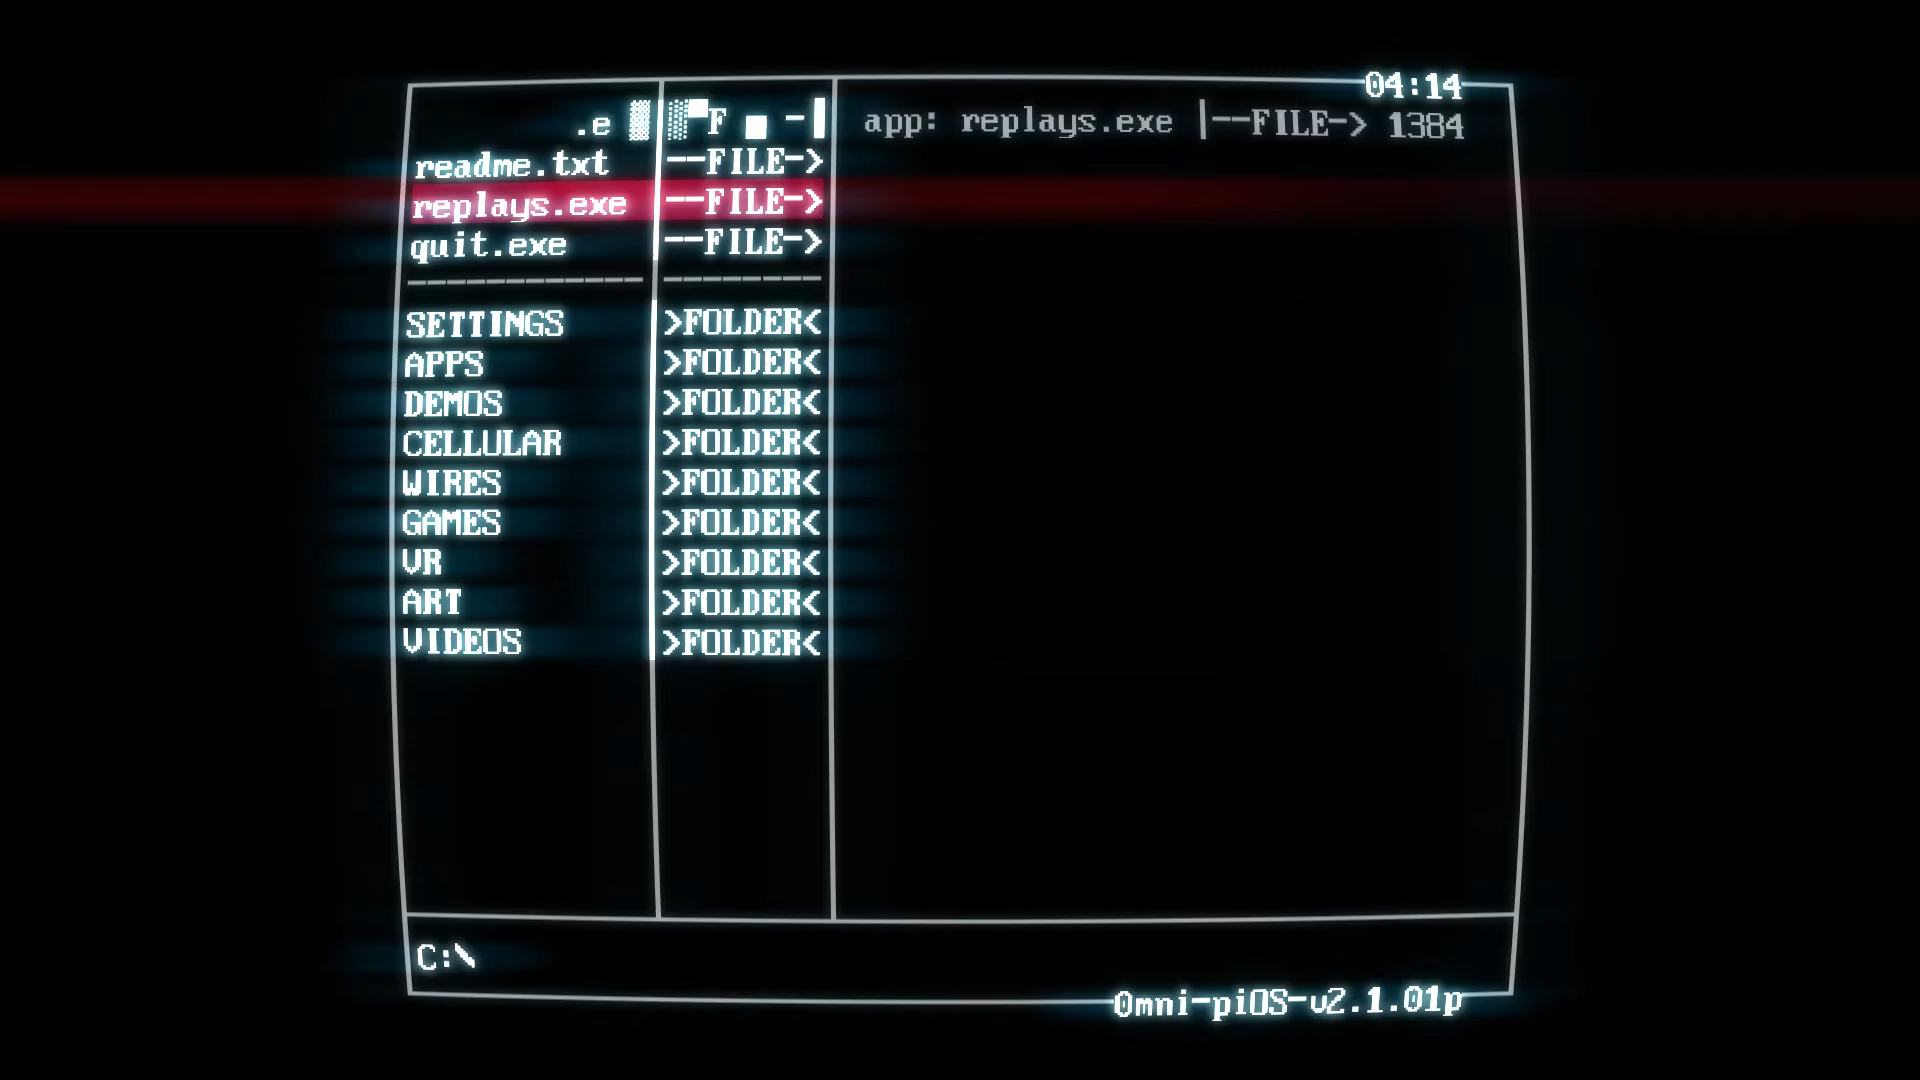 04:14
.e ▓ ▒▀F ▄ -▌ app: replays.exe |--FILE-> 1384
readme.txt --FILE->
replays.exe --FILE->
quit.exe --FILE->
------------ --------
SETTINGS >FOLDER<
APPS >FOLDER<
DEMOS >FOLDER<
CELLULAR >FOLDER<
WIRES >FOLDER<
GAMES >FOLDER<
VR >FOLDER<
ART >FOLDER<
VIDEOS >FOLDER<
C:\
0mni-piOS-v2.1.01p